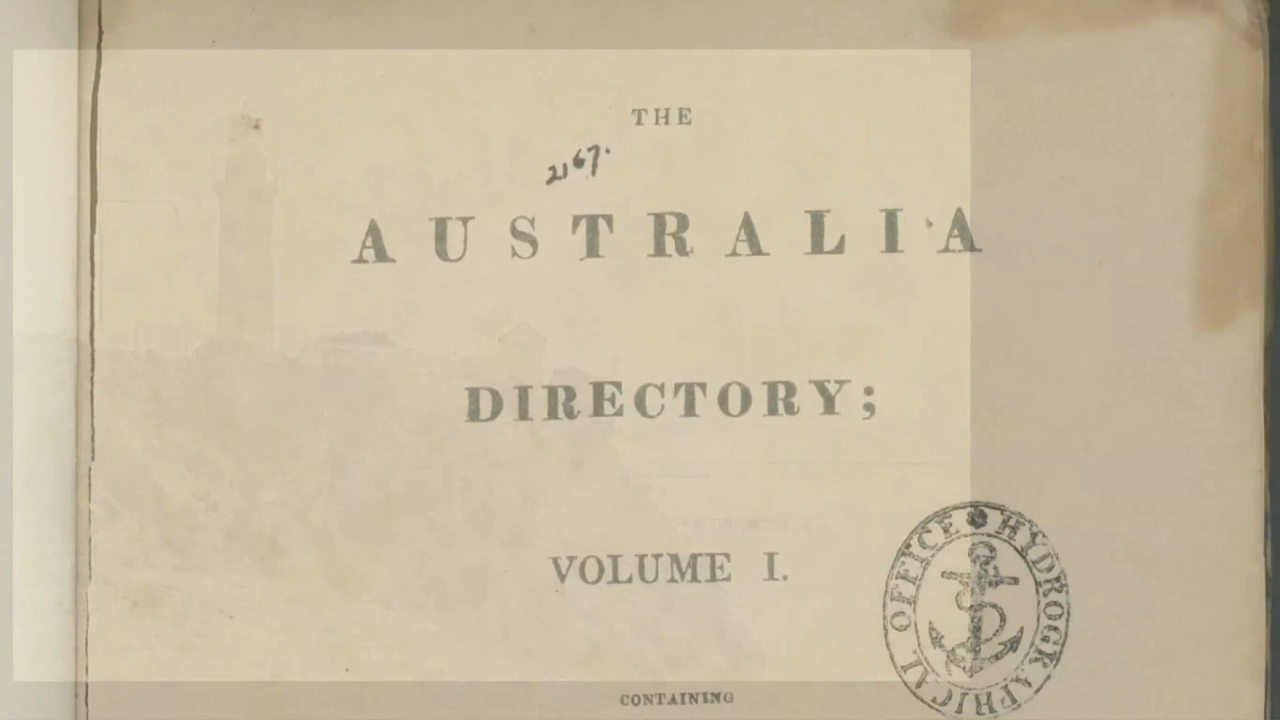 THE
2167.
AUSTRALIA
DIRECTORY;
VOLUME I.
HYDROGRAPHICAL OFFICE
CONTAINING